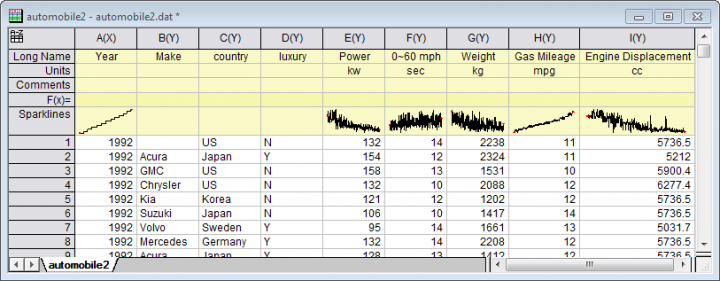 automobile2 - automobile2.dat *
A(X) B(Y) C(Y) D(Y) E(Y) F(Y) G(Y) H(Y) I(Y)
Long Name Year Make country luxury Power 0~60 mph Weight Gas Mileage Engine Displacement
Units kw sec kg mpg cc
Comments
F(x)=
Sparklines
1 1992 US N 132 14 2238 11 5736.5
2 1992 Acura Japan Y 154 12 2324 11 5212
3 1992 GMC US N 158 13 1531 10 5900.4
4 1992 Chrysler US N 132 10 2088 12 6277.4
5 1992 Kia Korea N 121 12 1202 12 5736.5
6 1992 Suzuki Japan N 106 10 1417 14 5736.5
7 1992 Volvo Sweden Y 95 14 1661 13 5031.7
8 1992 Mercedes Germany Y 132 14 2208 12 5736.5
9 1992 Acura Japan Y 128 13 1412 12 5736.5
automobile2